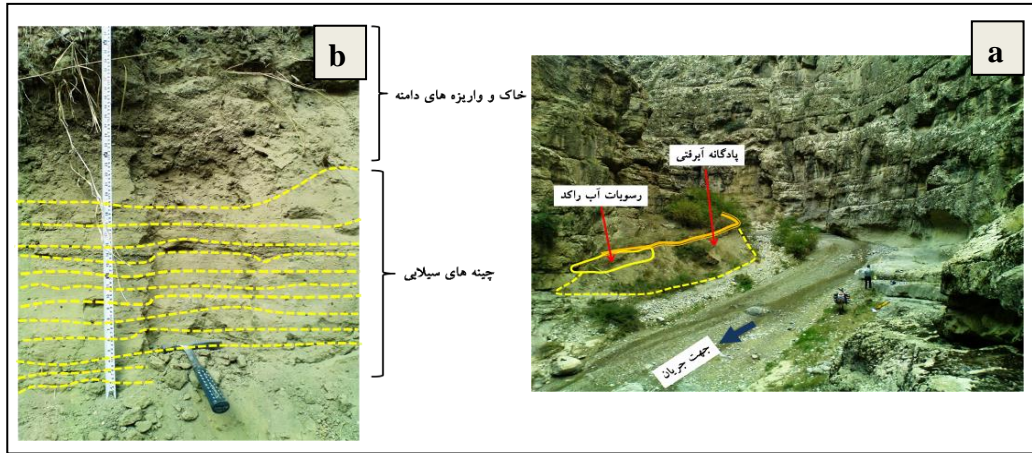 a
پادگانه آبرفتی
رسوبات آب راکد
جهت جریان
b
خاک و واریزه های دامنه
چینه های سیلابی